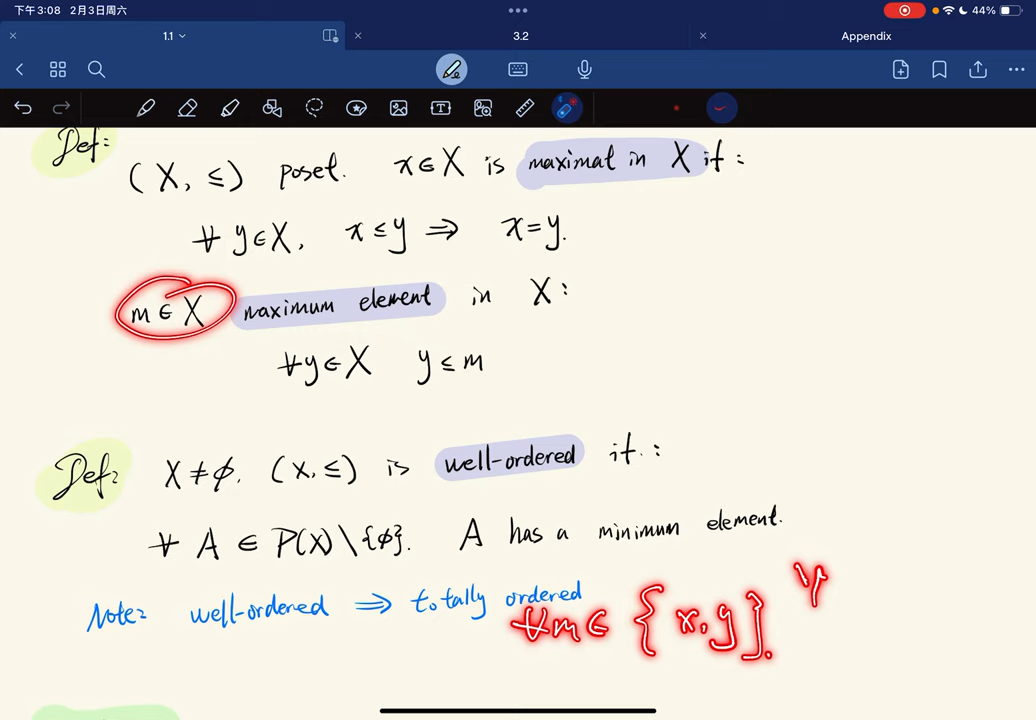 下午3:08 2月3日周六 44%
1.1 3.2 Appendix
Def:
(X, ≤) poset. x∈X is maximal in X if:
∀ y∈X, x≤y ⟹ x=y.
m∈X maximum element in X:
∀y∈X y≤m
Def: X≠∅. (X,≤) is well-ordered if:
∀ A ∈ P(X)\{∅}. A has a minimum element.
Note: well-ordered ⟹ totally ordered
∀m∈ {x,y}.